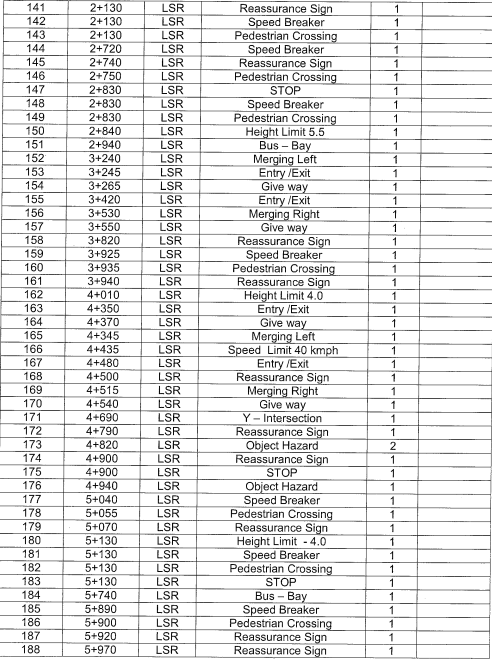 141 2+130 LSR Reassurance Sign 1
142 2+130 LSR Speed Breaker 1
143 2+130 LSR Pedestrian Crossing 1
144 2+720 LSR Speed Breaker 1
145 2+740 LSR Reassurance Sign 1
146 2+750 LSR Pedestrian Crossing 1
147 2+830 LSR STOP 1
148 2+830 LSR Speed Breaker 1
149 2+830 LSR Pedestrian Crossing 1
150 2+840 LSR Height Limit 5.5 1
151 2+940 LSR Bus – Bay 1
152 3+240 LSR Merging Left 1
153 3+245 LSR Entry /Exit 1
154 3+265 LSR Give way 1
155 3+420 LSR Entry /Exit 1
156 3+530 LSR Merging Right 1
157 3+550 LSR Give way 1
158 3+820 LSR Reassurance Sign 1
159 3+925 LSR Speed Breaker 1
160 3+935 LSR Pedestrian Crossing 1
161 3+940 LSR Reassurance Sign 1
162 4+010 LSR Height Limit 4.0 1
163 4+350 LSR Entry /Exit 1
164 4+370 LSR Give way 1
165 4+345 LSR Merging Left 1
166 4+435 LSR Speed Limit 40 kmph 1
167 4+480 LSR Entry /Exit 1
168 4+500 LSR Reassurance Sign 1
169 4+515 LSR Merging Right 1
170 4+540 LSR Give way 1
171 4+690 LSR Y – Intersection 1
172 4+790 LSR Reassurance Sign 1
173 4+820 LSR Object Hazard 2
174 4+900 LSR Reassurance Sign 1
175 4+900 LSR STOP 1
176 4+940 LSR Object Hazard 1
177 5+040 LSR Speed Breaker 1
178 5+055 LSR Pedestrian Crossing 1
179 5+070 LSR Reassurance Sign 1
180 5+130 LSR Height Limit - 4.0 1
181 5+130 LSR Speed Breaker 1
182 5+130 LSR Pedestrian Crossing 1
183 5+130 LSR STOP 1
184 5+740 LSR Bus – Bay 1
185 5+890 LSR Speed Breaker 1
186 5+900 LSR Pedestrian Crossing 1
187 5+920 LSR Reassurance Sign 1
188 5+970 LSR Reassurance Sign 1